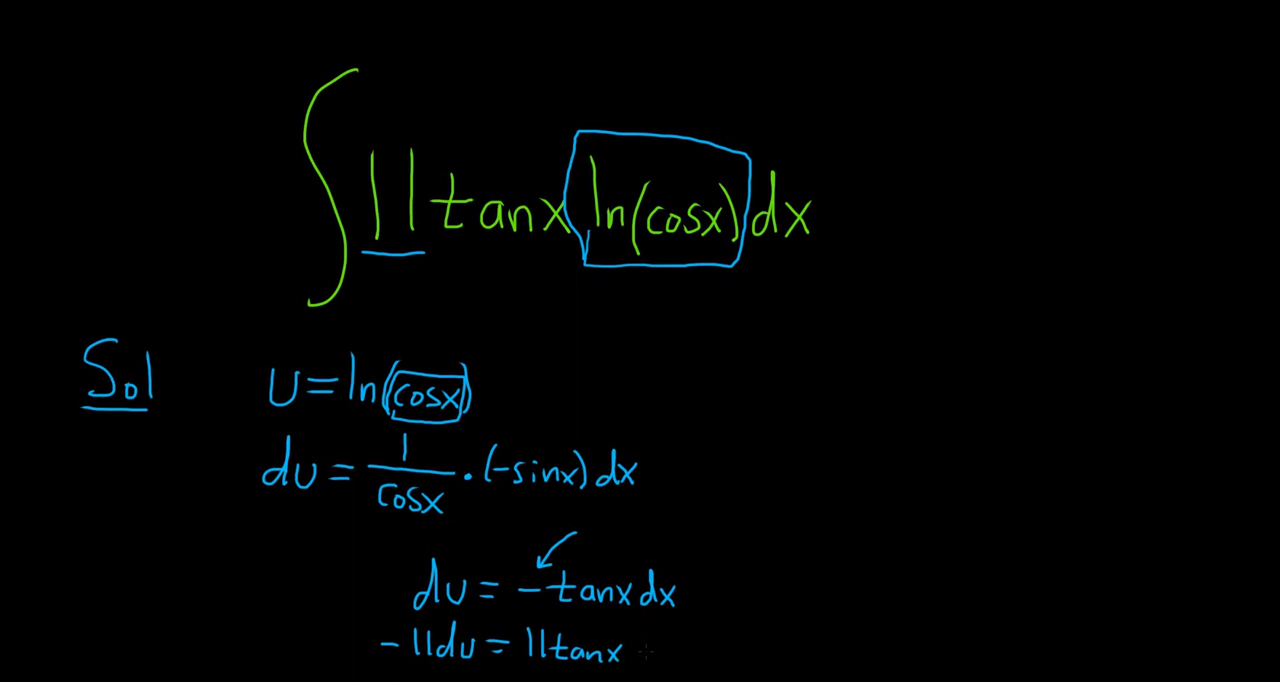 ∫ 11 tanx ln(cosx) dx
Sol
U = ln(cosx)
du = 1/cosx · (-sinx) dx
du = - tanx dx
- 11du = 11tanx